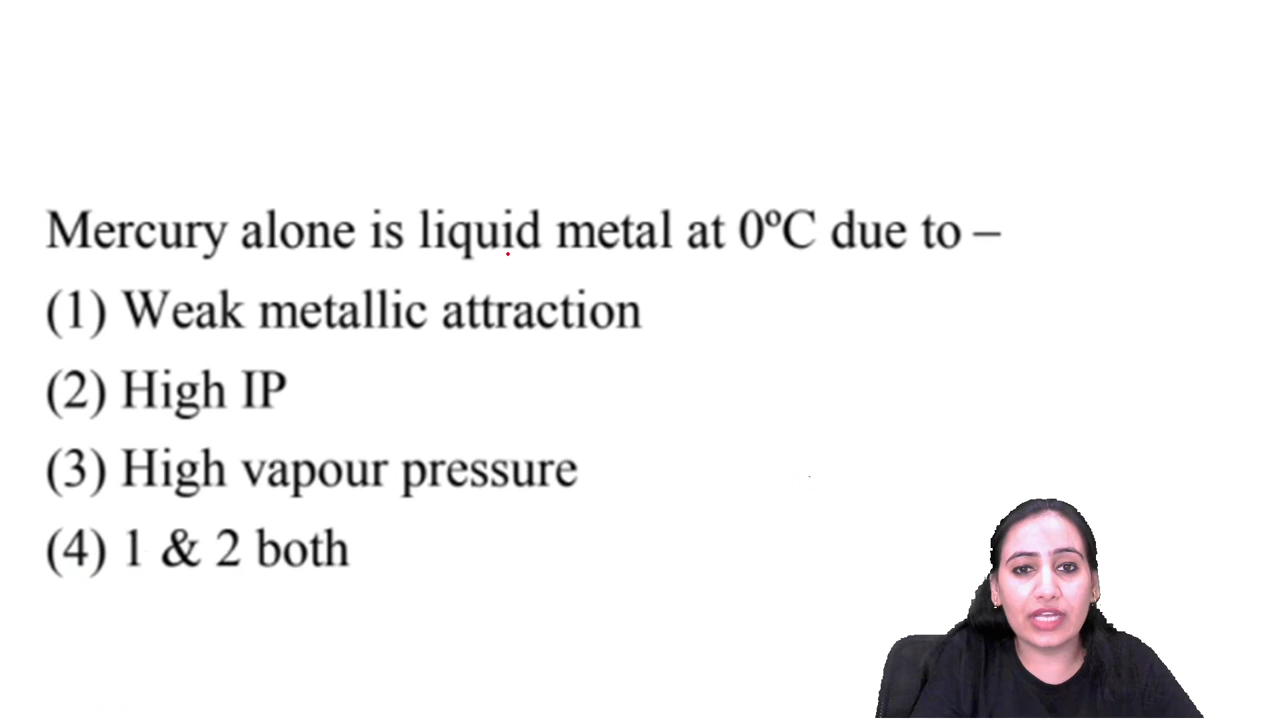 Mercury alone is liquid metal at 0ºC due to –
(1) Weak metallic attraction
(2) High IP
(3) High vapour pressure
(4) 1 & 2 both